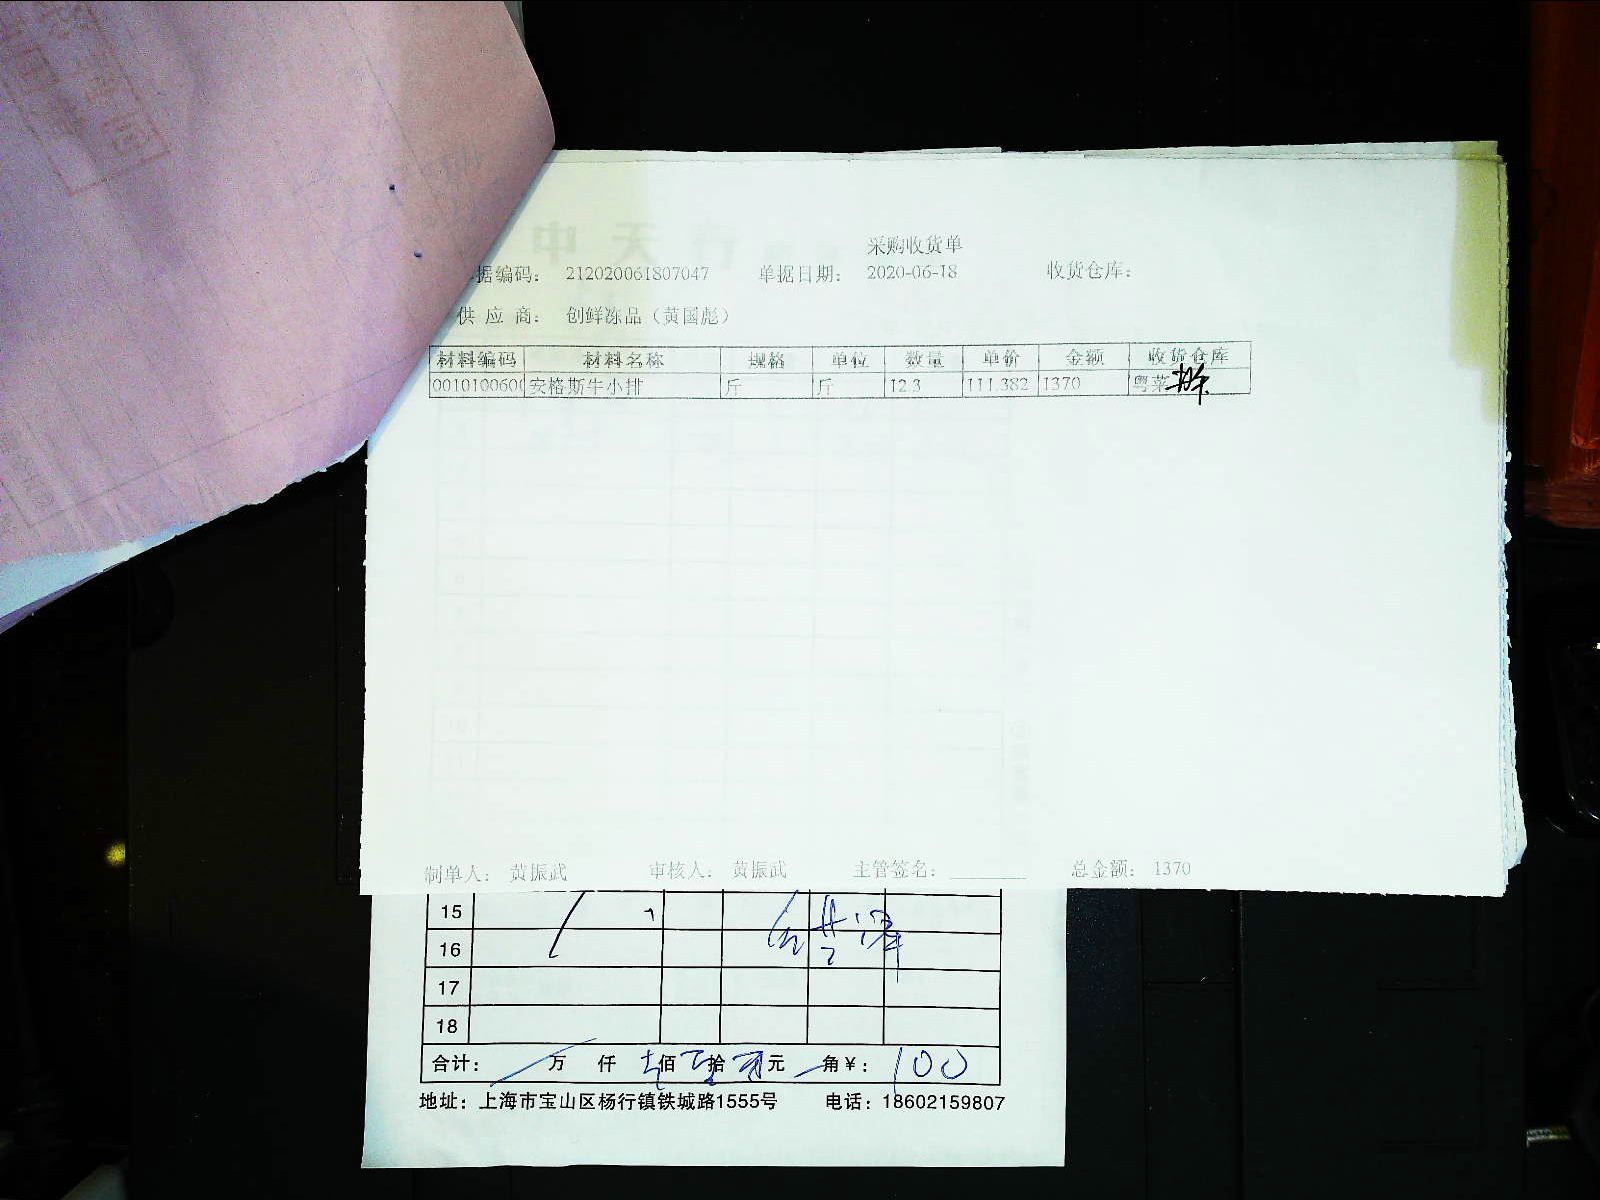 采购收货单
据编码： 212020061807047 单据日期： 2020-06-18 收货仓库：
供应商： 创鲜冻品（黄国彪）
材料编码 材料名称 规格 单位 数量 单价 金额 收货仓库
0010100600 安格斯牛小排 斤 斤 12.3 111.382 1370 粤菜
制单人： 黄振武 审核人： 黄振武 主管签名： 总金额： 1370
15
16
17
18
合计： 万 仟 佰 拾 元 角 ¥： 100
地址：上海市宝山区杨行镇铁城路1555号 电话：18602159807